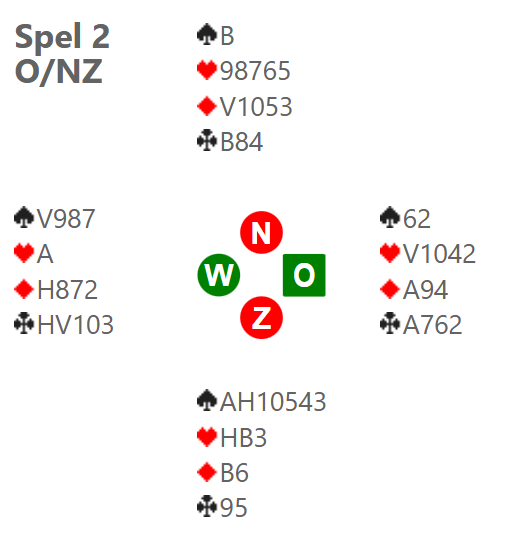 Spel 2
O/NZ
♠B
♥98765
♦V1053
♣B84
♠V987
♥A
♦H872
♣HV103
N
W
O
Z
♠62
♥V1042
♦A94
♣A762
♠AH10543
♥HB3
♦B6
♣95